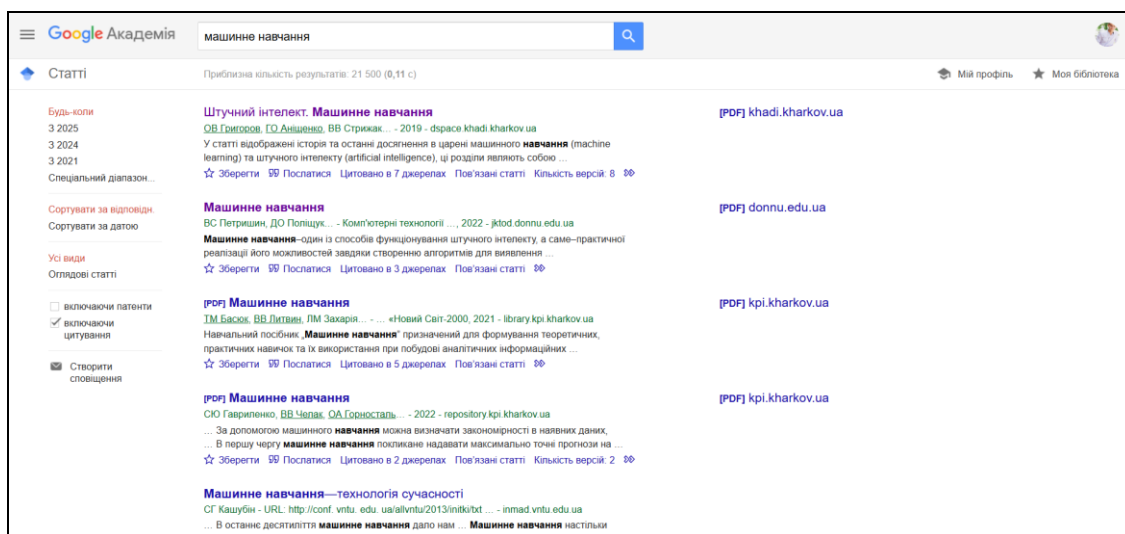 Google Академія
машинне навчання
Статті
Приблизна кількість результатів: 21 500 (0,11 с)
Мій профіль
Моя бібліотека
Будь-коли
З 2025
З 2024
З 2021
Спеціальний діапазон...
Сортувати за відповідн.
Сортувати за датою
Усі види
Оглядові статті
включаючи патенти
включаючи
цитування
Створити
сповіщення
Штучний інтелект. Машинне навчання
[PDF] khadi.kharkov.ua
ОВ Григоров, ГО Аніщенко, ВВ Стрижак... - 2019 - dspace.khadi.kharkov.ua
У статті відображені історія та останні досягнення в царені машинного навчання (machine
learning) та штучного інтелекту (artificial intelligence), ці розділи являють собою ...
Зберегти Послатися Цитовано в 7 джерелах Пов'язані статті Кількість версій: 8
Машинне навчання
[PDF] donnu.edu.ua
ВС Петришин, ДО Поліщук... - Комп'ютерні технології ..., 2022 - jktod.donnu.edu.ua
Машинне навчання–один із способів функціонування штучного інтелекту, а саме–практичної
реалізації його можливостей завдяки створенню алгоритмів для виявлення ...
Зберегти Послатися Цитовано в 3 джерелах Пов'язані статті
[PDF] Машинне навчання
[PDF] kpi.kharkov.ua
ТМ Басюк, ВВ Литвин, ЛМ Захарія... - ... «Новий Світ-2000, 2021 - library.kpi.kharkov.ua
Навчальний посібник „Машинне навчання" призначений для формування теоретичних,
практичних навичок та їх використання при побудові аналітичних інформаційних ...
Зберегти Послатися Цитовано в 5 джерелах Пов'язані статті
[PDF] Машинне навчання
[PDF] kpi.kharkov.ua
СЮ Гавриленко, ВВ Челак, ОА Горносталь... - 2022 - repository.kpi.kharkov.ua
... За допомогою машинного навчання можна визначати закономірності в наявних даних,
... В першу чергу машинне навчання покликане надавати максимально точні прогнози на ...
Зберегти Послатися Цитовано в 2 джерелах Пов'язані статті Кількість версій: 2
Машинне навчання—технологія сучасності
СГ Кашубін - URL: http://conf. vntu. edu. ua/allvntu/2013/initki/txt ... - inmad.vntu.edu.ua
... В останнє десятиліття машинне навчання дало нам ... Машинне навчання настільки